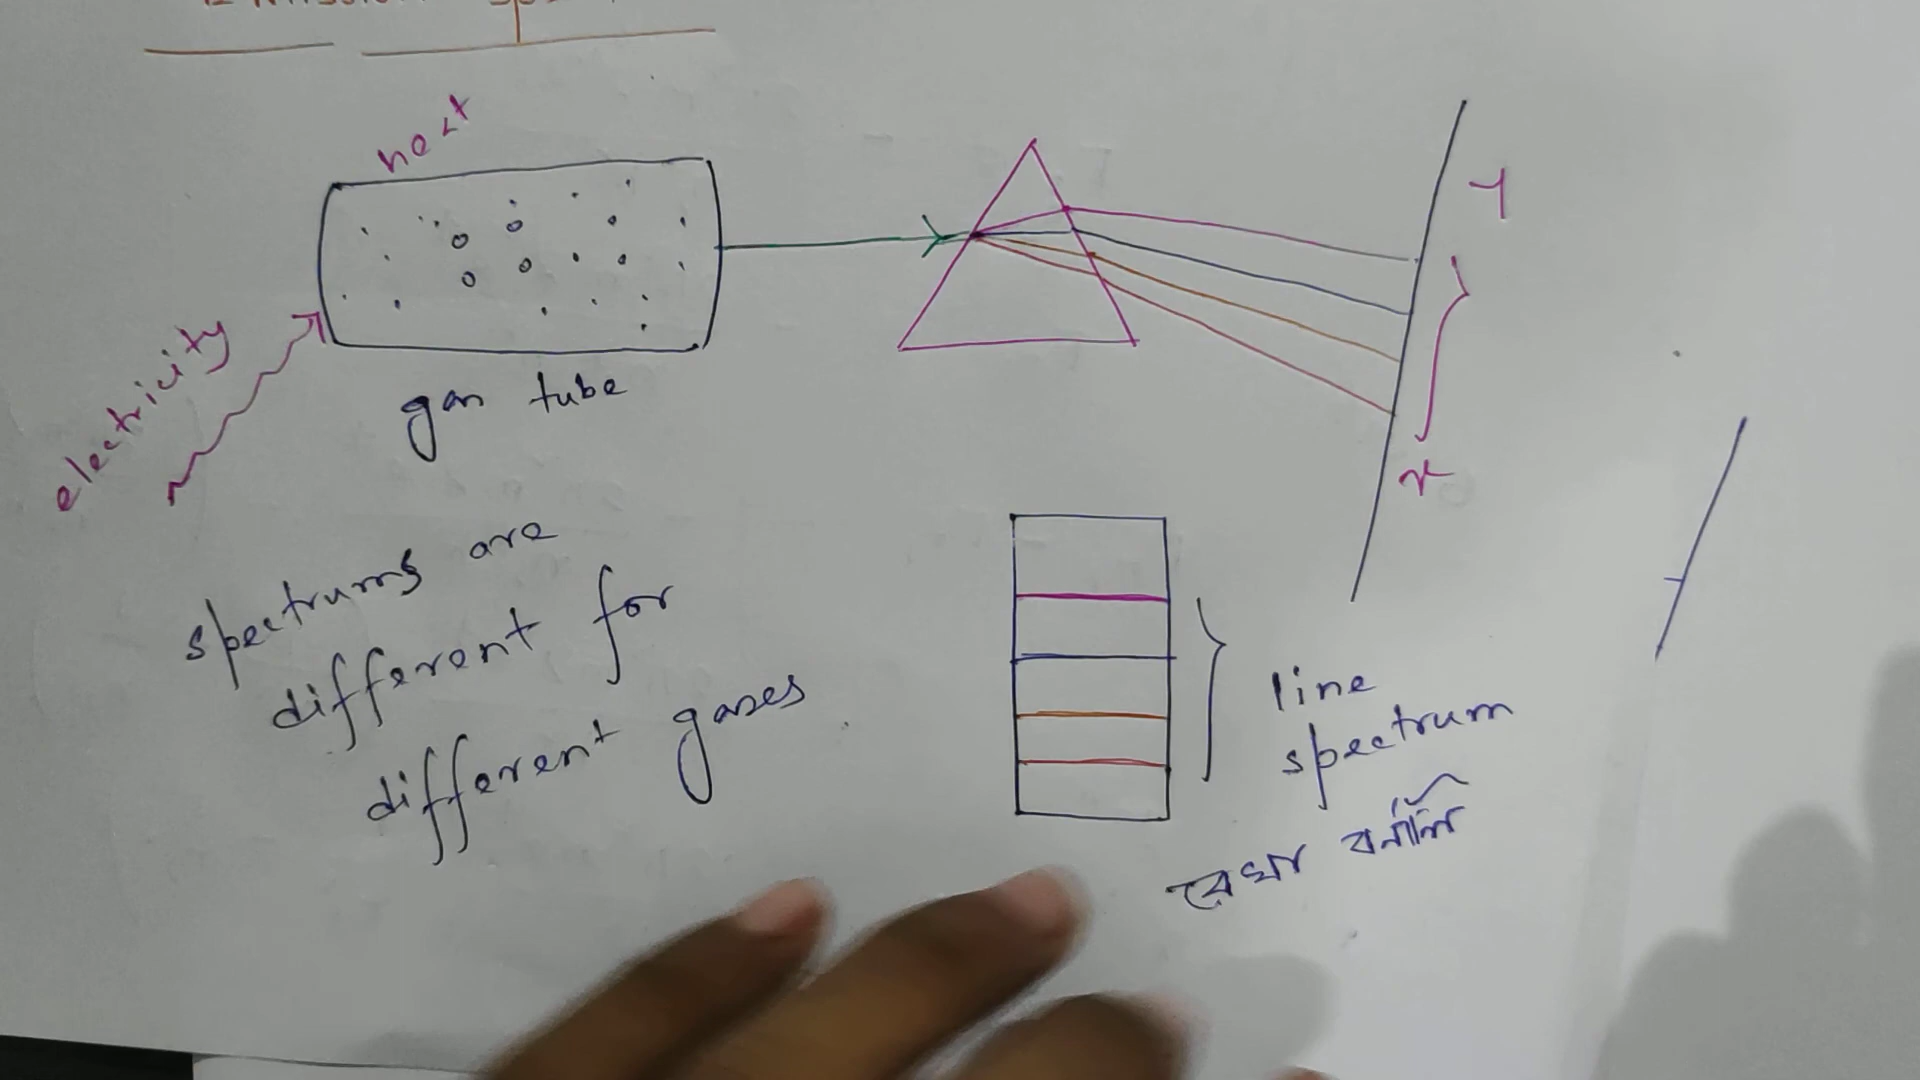 heat
electricity
gas tube
spectrums are
different for
different gases
line
spectrum
রেখা বর্ণালি